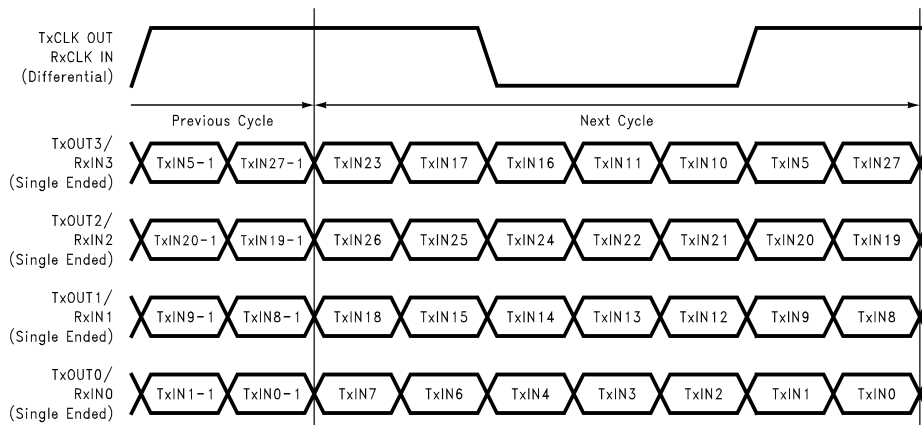 TxCLK OUT
RxCLK IN
(Differential)
Previous Cycle
Next Cycle
TxOUT3/
RxIN3
(Single Ended)
TxIN5-1 TxIN27-1 TxIN23 TxIN17 TxIN16 TxIN11 TxIN10 TxIN5 TxIN27
TxOUT2/
RxIN2
(Single Ended)
TxIN20-1 TxIN19-1 TxIN26 TxIN25 TxIN24 TxIN22 TxIN21 TxIN20 TxIN19
TxOUT1/
RxIN1
(Single Ended)
TxIN9-1 TxIN8-1 TxIN18 TxIN15 TxIN14 TxIN13 TxIN12 TxIN9 TxIN8
TxOUT0/
RxIN0
(Single Ended)
TxIN1-1 TxIN0-1 TxIN7 TxIN6 TxIN4 TxIN3 TxIN2 TxIN1 TxIN0